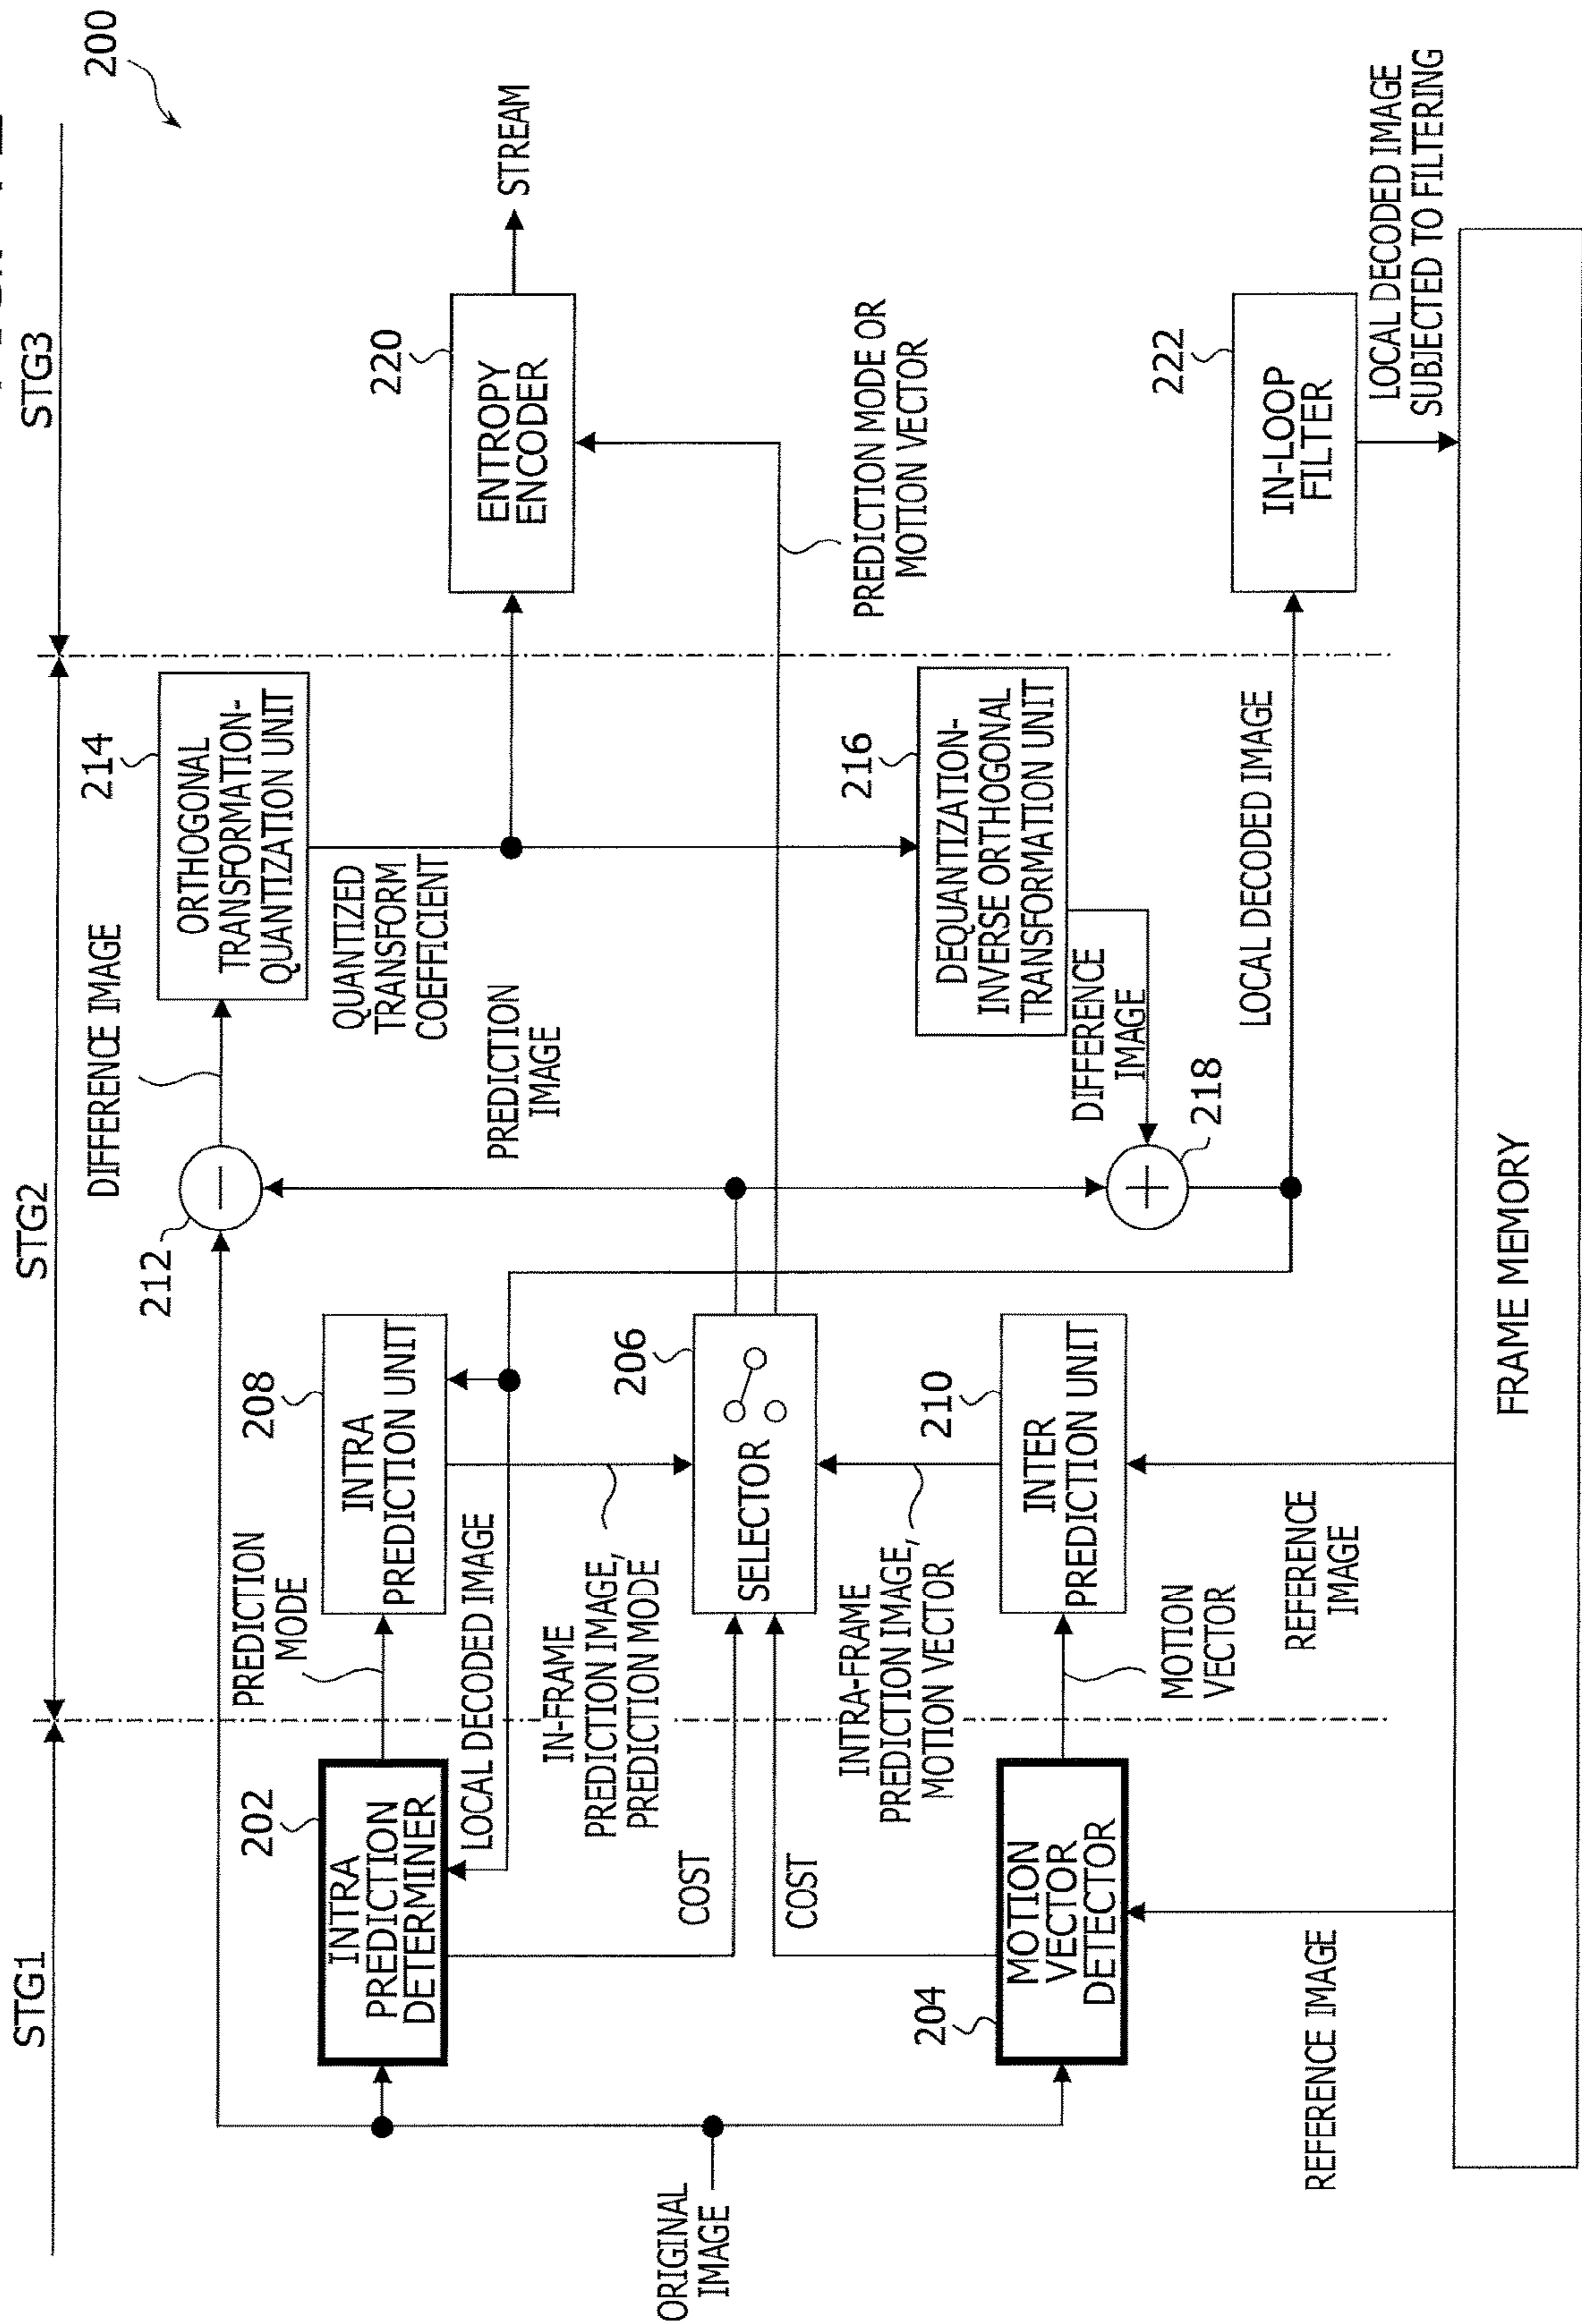 200
STG1
STG2
STG3
ORIGINAL
IMAGE
202
INTRA
PREDICTION
DETERMINER
204
MOTION
VECTOR
DETECTOR
REFERENCE IMAGE
PREDICTION
MODE
LOCAL DECODED IMAGE
COST
COST
IN-FRAME
PREDICTION IMAGE,
PREDICTION MODE
INTRA-FRAME
PREDICTION IMAGE,
MOTION VECTOR
MOTION
VECTOR
REFERENCE
IMAGE
208
INTRA
PREDICTION UNIT
206
SELECTOR
210
INTER
PREDICTION UNIT
212
DIFFERENCE IMAGE
PREDICTION
IMAGE
214
ORTHOGONAL
TRANSFORMATION-
QUANTIZATION UNIT
QUANTIZED
TRANSFORM
COEFFICIENT
216
DEQUANTIZATION-
INVERSE ORTHOGONAL
TRANSFORMATION UNIT
DIFFERENCE
IMAGE
218
LOCAL DECODED IMAGE
220
ENTROPY
ENCODER
STREAM
PREDICTION MODE OR
MOTION VECTOR
222
IN-LOOP
FILTER
LOCAL DECODED IMAGE
SUBJECTED TO FILTERING
FRAME MEMORY